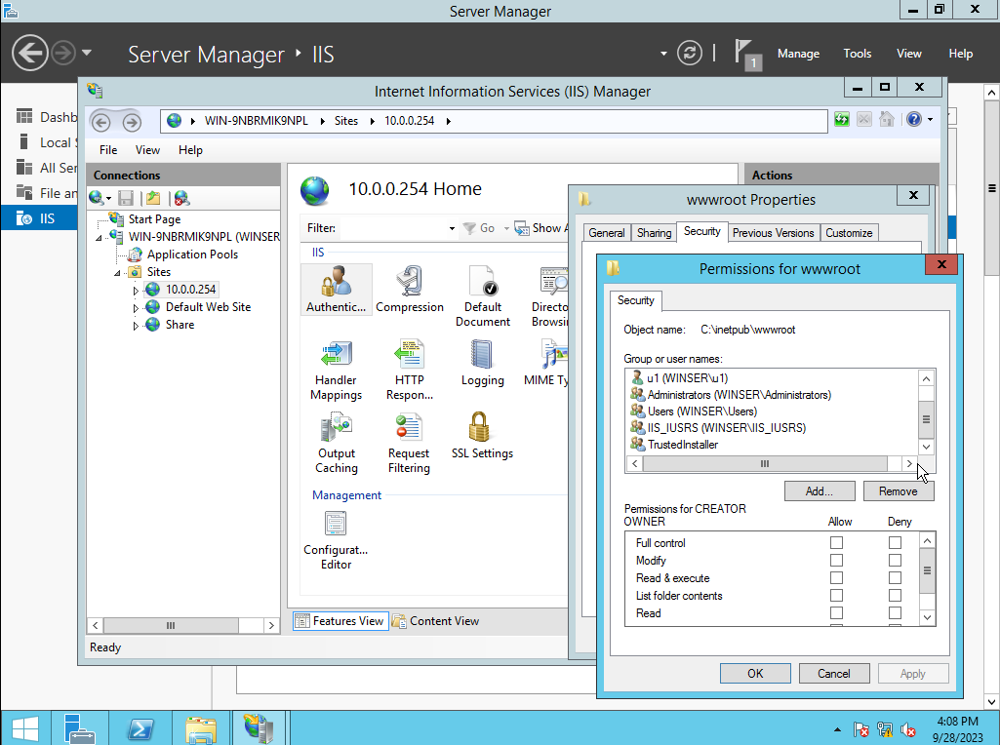 Server Manager
Server Manager ‣ IIS
1
Manage
Tools
View
Help
Internet Information Services (IIS) Manager
WIN-9NBRMIK9NPL
Sites
10.0.0.254
File
View
Help
Dashb
Local
All Ser
File an
IIS
Connections
Start Page
WIN-9NBRMIK9NPL (WINSER
Application Pools
Sites
10.0.0.254
Default Web Site
Share
Ready
10.0.0.254 Home
Filter:
Go
Show A
IIS
Authentic...
Compression
Default
Document
Directo
Browsin
Handler
Mappings
HTTP
Respon...
Logging
MIME Ty
Output
Caching
Request
Filtering
SSL Settings
Management
Configurat...
Editor
Features View
Content View
Actions
wwwroot Properties
General
Sharing
Security
Previous Versions
Customize
Permissions for wwwroot
Security
Object name:
C:\inetpub\wwwroot
Group or user names:
u1 (WINSER\u1)
Administrators (WINSER\Administrators)
Users (WINSER\Users)
IIS_IUSRS (WINSER\IIS_IUSRS)
TrustedInstaller
Add...
Remove
Permissions for CREATOR
OWNER
Allow
Deny
Full control
Modify
Read & execute
List folder contents
Read
OK
Cancel
Apply
4:08 PM
9/28/2023